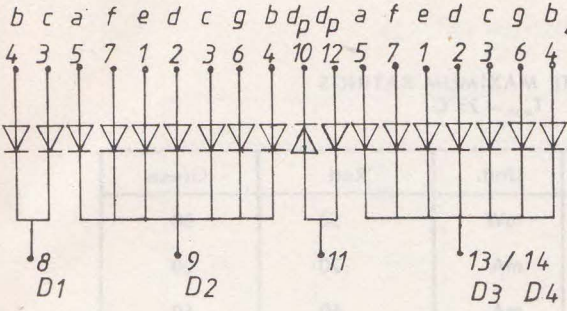 b c a f e d c g b dp dp a f e d c g b
4 3 5 7 1 2 3 6 4 10 12 5 7 1 2 3 6 4
8 9 11 13 / 14
D1 D2 D3 D4